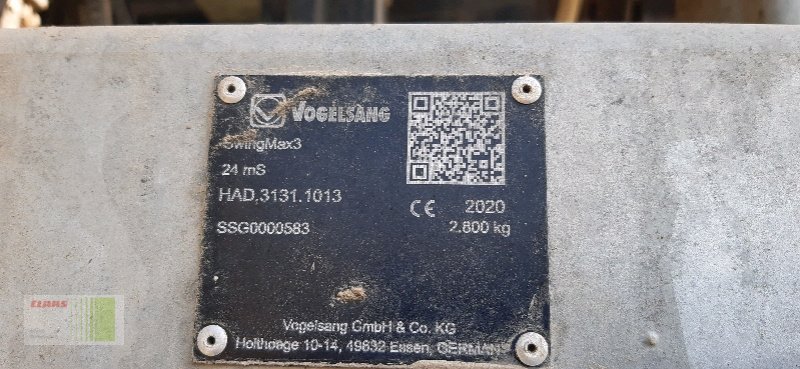 VOGELSANG
SwingMax3
24 mS
HAD.3131.1013
CE 2020
SSG0000583 2.800 kg
Vogelsang GmbH & Co. KG
Holthöge 10-14, 49632 Essen, GERMANY
CLAAS